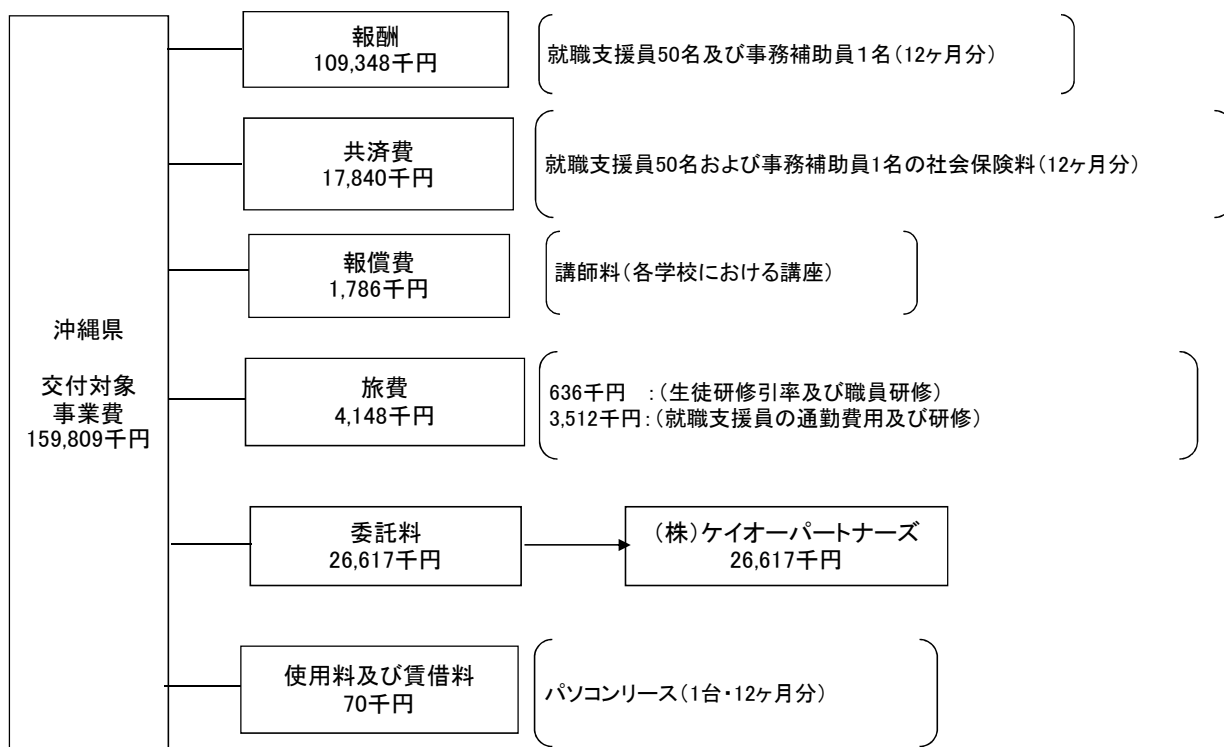 沖縄県
交付対象
事業費
159,809千円
報酬
109,348千円
就職支援員50名及び事務補助員1名(12ヶ月分)
共済費
17,840千円
就職支援員50名および事務補助員1名の社会保険料(12ヶ月分)
報償費
1,786千円
講師料(各学校における講座)
旅費
4,148千円
636千円 :(生徒研修引率及び職員研修)
3,512千円:(就職支援員の通勤費用及び研修)
委託料
26,617千円
(株)ケイオーパートナーズ
26,617千円
使用料及び賃借料
70千円
パソコンリース(1台・12ヶ月分)